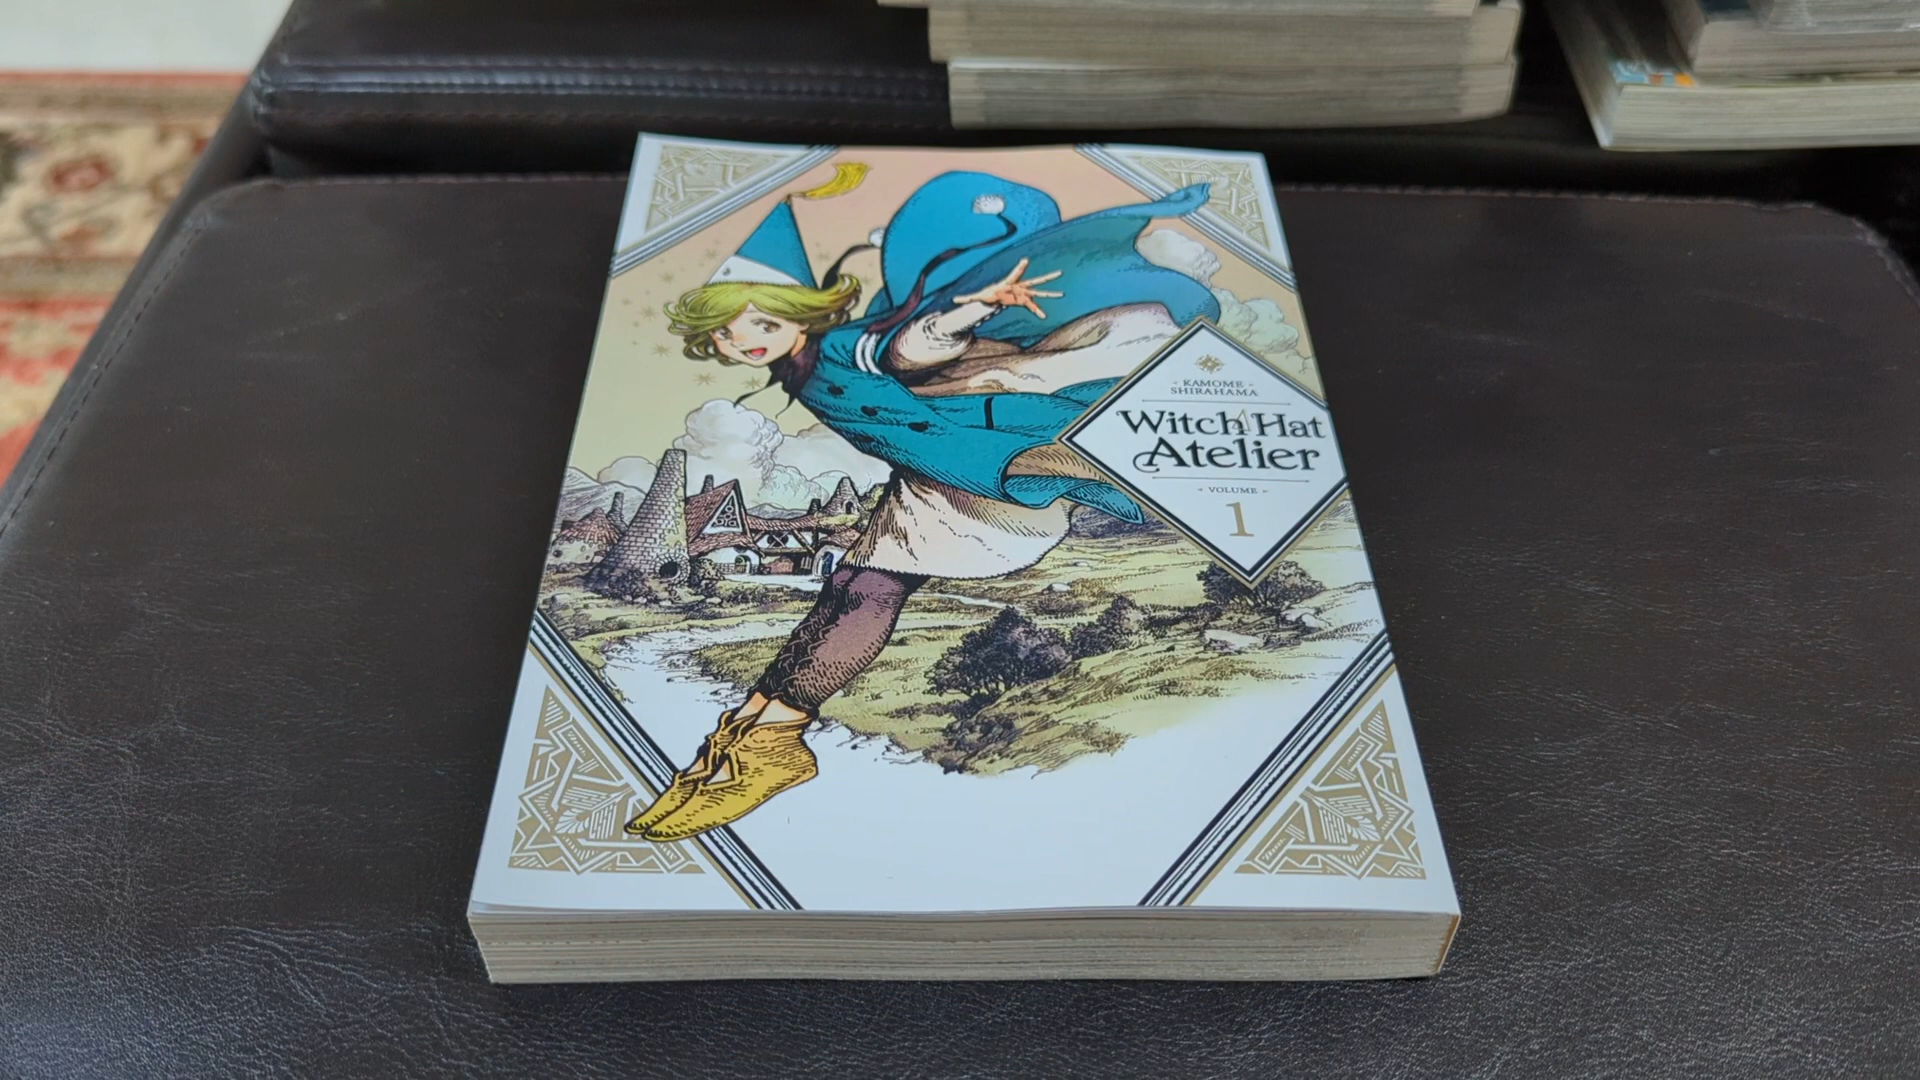 - KAMOME -
SHIRAHAMA
Witch Hat
Atelier
- VOLUME -
1